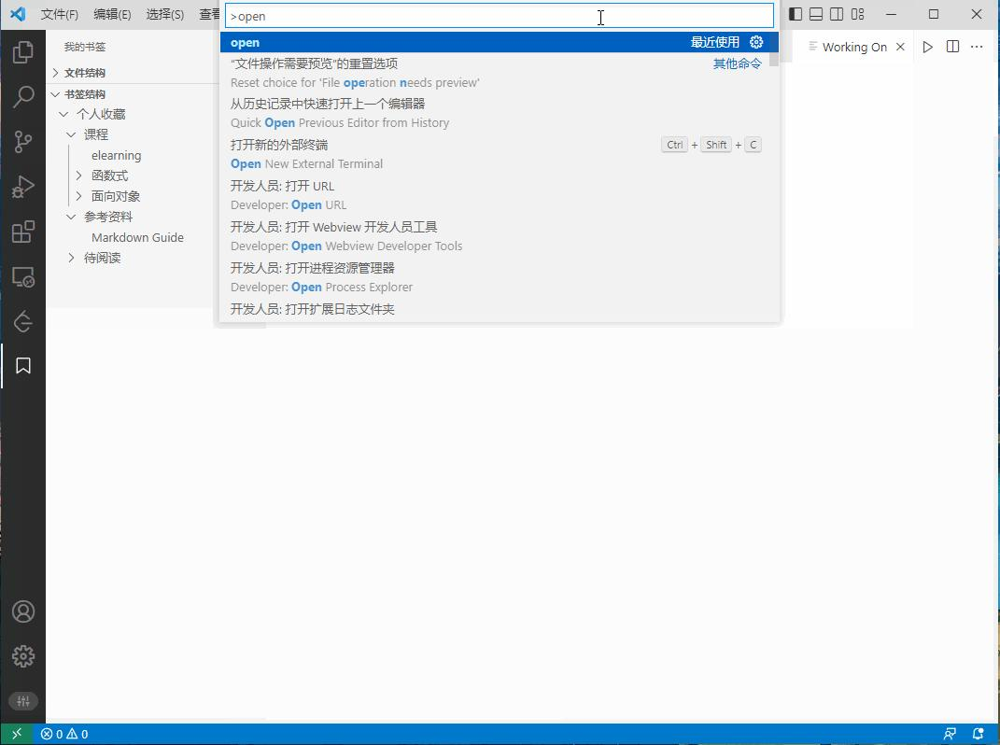 文件(F) 编辑(E) 选择(S) 查看
>open
open 最近使用
"文件操作需要预览"的重置选项 其他命令
Reset choice for 'File operation needs preview'
从历史记录中快速打开上一个编辑器
Quick Open Previous Editor from History
打开新的外部终端 Ctrl + Shift + C
Open New External Terminal
开发人员: 打开 URL
Developer: Open URL
开发人员: 打开 Webview 开发人员工具
Developer: Open Webview Developer Tools
开发人员: 打开进程资源管理器
Developer: Open Process Explorer
开发人员: 打开扩展日志文件夹
Working On
我的书签
文件结构
书签结构
个人收藏
课程
elearning
函数式
面向对象
参考资料
Markdown Guide
待阅读
0 0